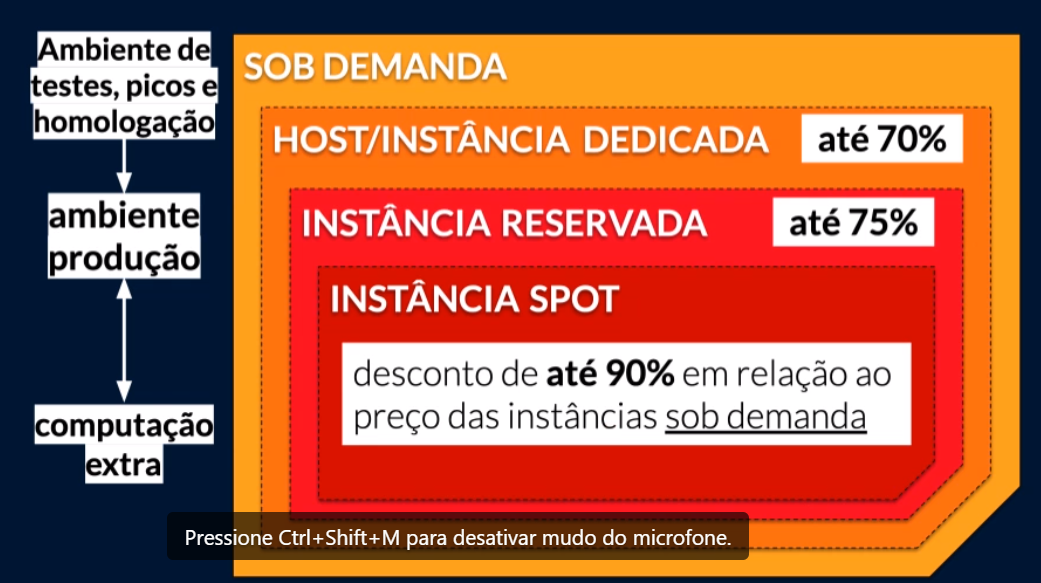 Ambiente de
testes, picos e
homologação
ambiente
produção
computação
extra
SOB DEMANDA
HOST/INSTÂNCIA DEDICADA até 70%
INSTÂNCIA RESERVADA até 75%
INSTÂNCIA SPOT
desconto de até 90% em relação ao
preço das instâncias sob demanda
Pressione Ctrl+Shift+M para desativar mudo do microfone.